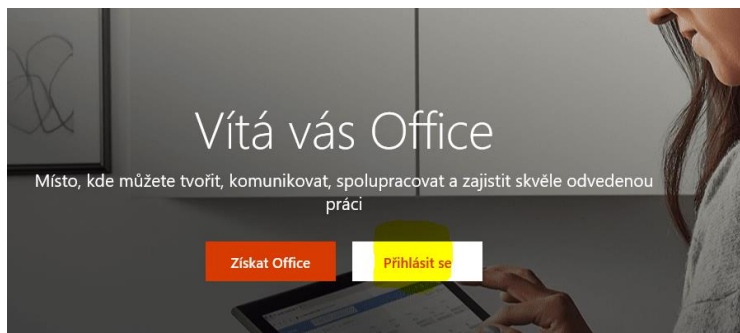 Vítá vás Office
Místo, kde můžete tvořit, komunikovat, spolupracovat a zajistit skvěle odvedenou
práci
Získat Office
Přihlásit se